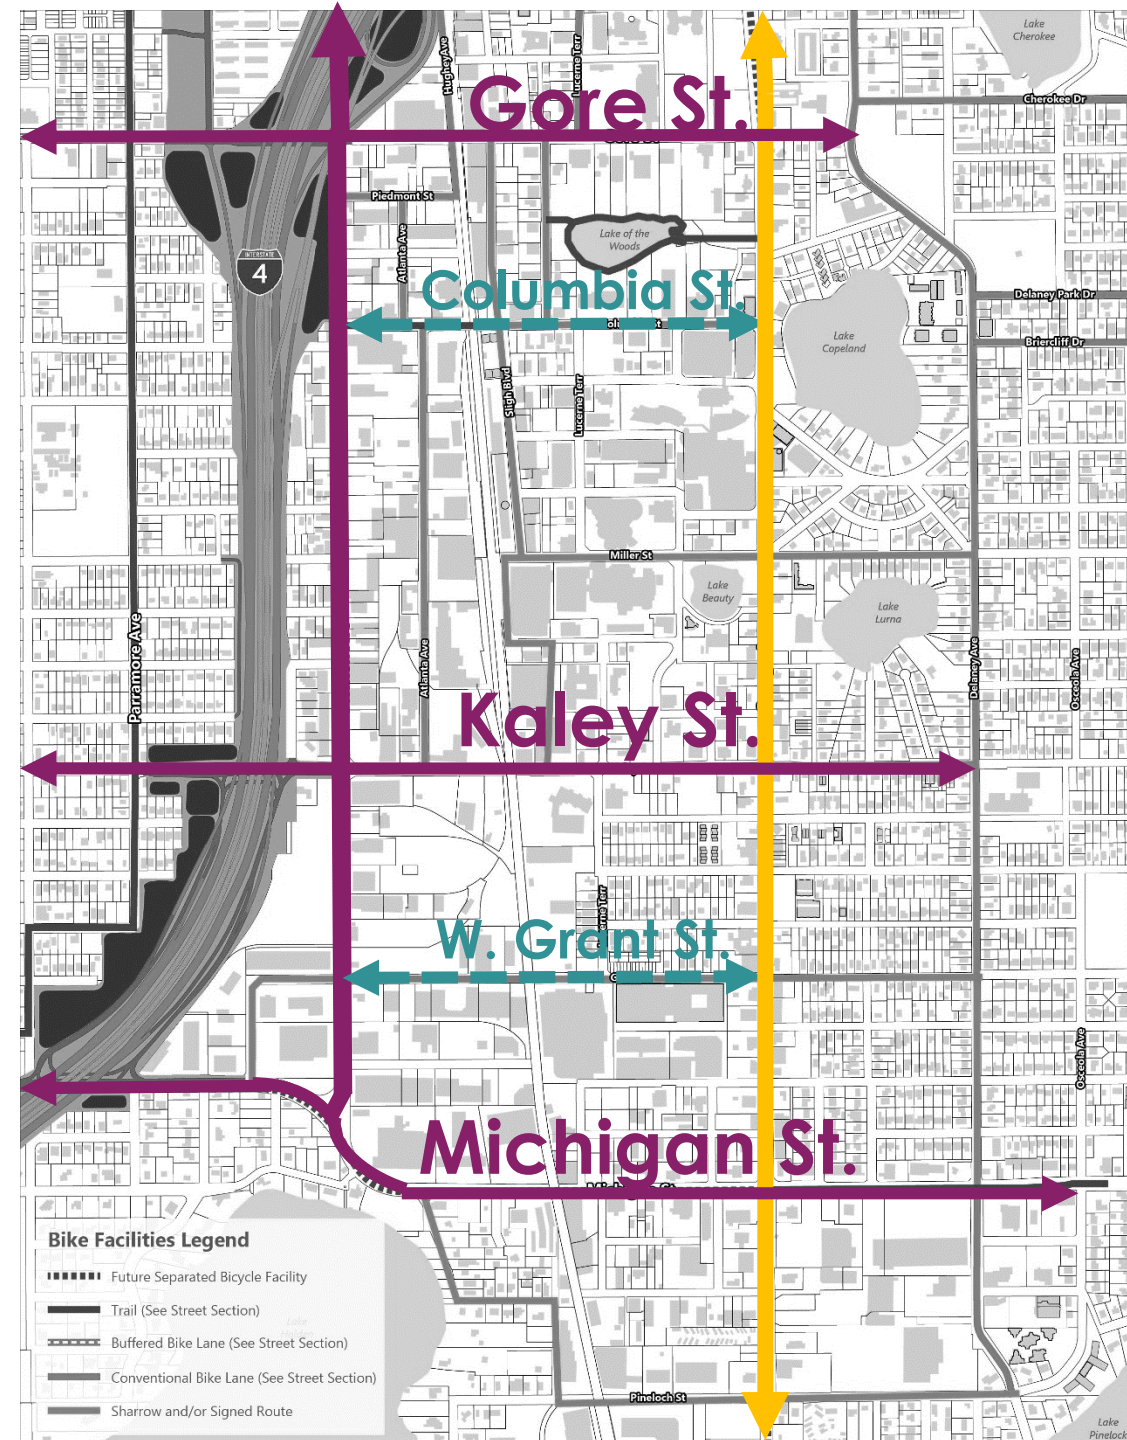 Lake
Cherokee
Hughey Ave
Lucerne Terr
Gore St.
Cherokee Dr
Piedmont St
Lake of the
Woods
Atlanta Ave
INTERSTATE
4
Columbia St.
Delaney Park Dr
Lake
Copeland
Briercliff Dr
Sligh Blvd
Lucerne Terr
Miller St
Lake
Beauty
Lake
Lurna
Parramore Ave
Atlanta Ave
Delaney Ave
Osceola Ave
Kaley St.
W. Grant St.
Osceola Ave
Michigan St.
Bike Facilities Legend
Future Separated Bicycle Facility
Trail (See Street Section)
Lake
Buffered Bike Lane (See Street Section)
Conventional Bike Lane (See Street Section)
Sharrow and/or Signed Route
Pineloch St
Lake
Pineloch